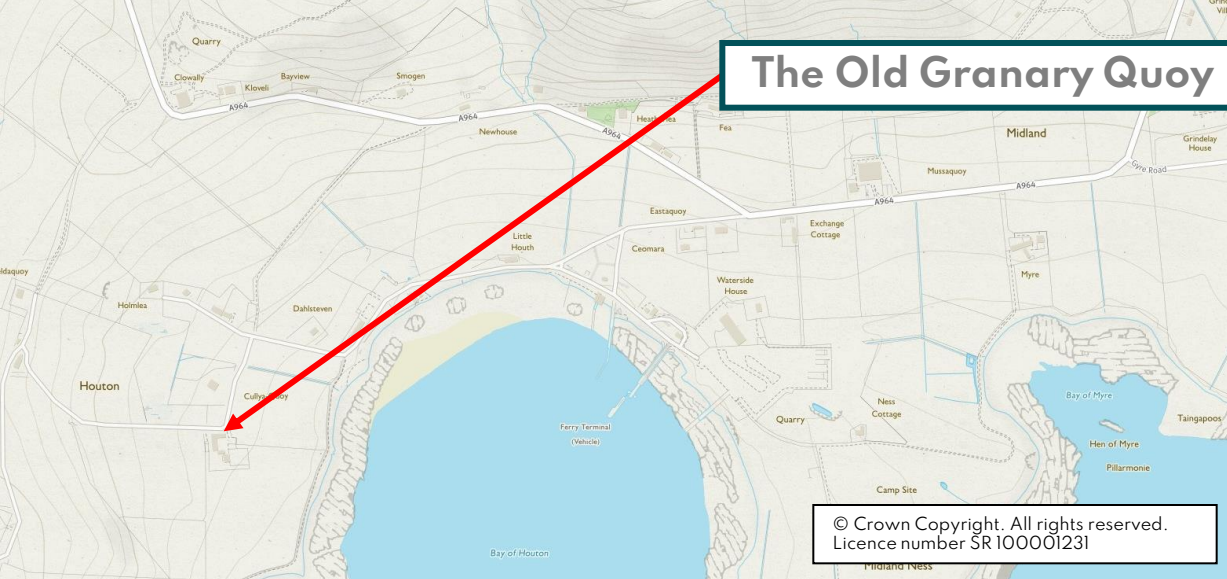 Quarry
The Old Granary Quoy
Clowally
Kloveli
Bayview
Smogen
A964
A964
A964
Newhouse
Fea
Midland
Grindelay
House
Gyre Road
Mussaquoy
A964
A964
Eastaquoy
Exchange
Cottage
Little
Houth
Ceomara
Waterside
House
Myre
Holmlea
Dahlsteven
Houton
Bay of Myre
Ness
Cottage
Quarry
Taingapoos
Ferry Terminal
(Vehicle)
Hen of Myre
Pillarmonie
Camp Site
Bay of Houton
© Crown Copyright. All rights reserved.
Licence number SR 100001231
Midland Ness